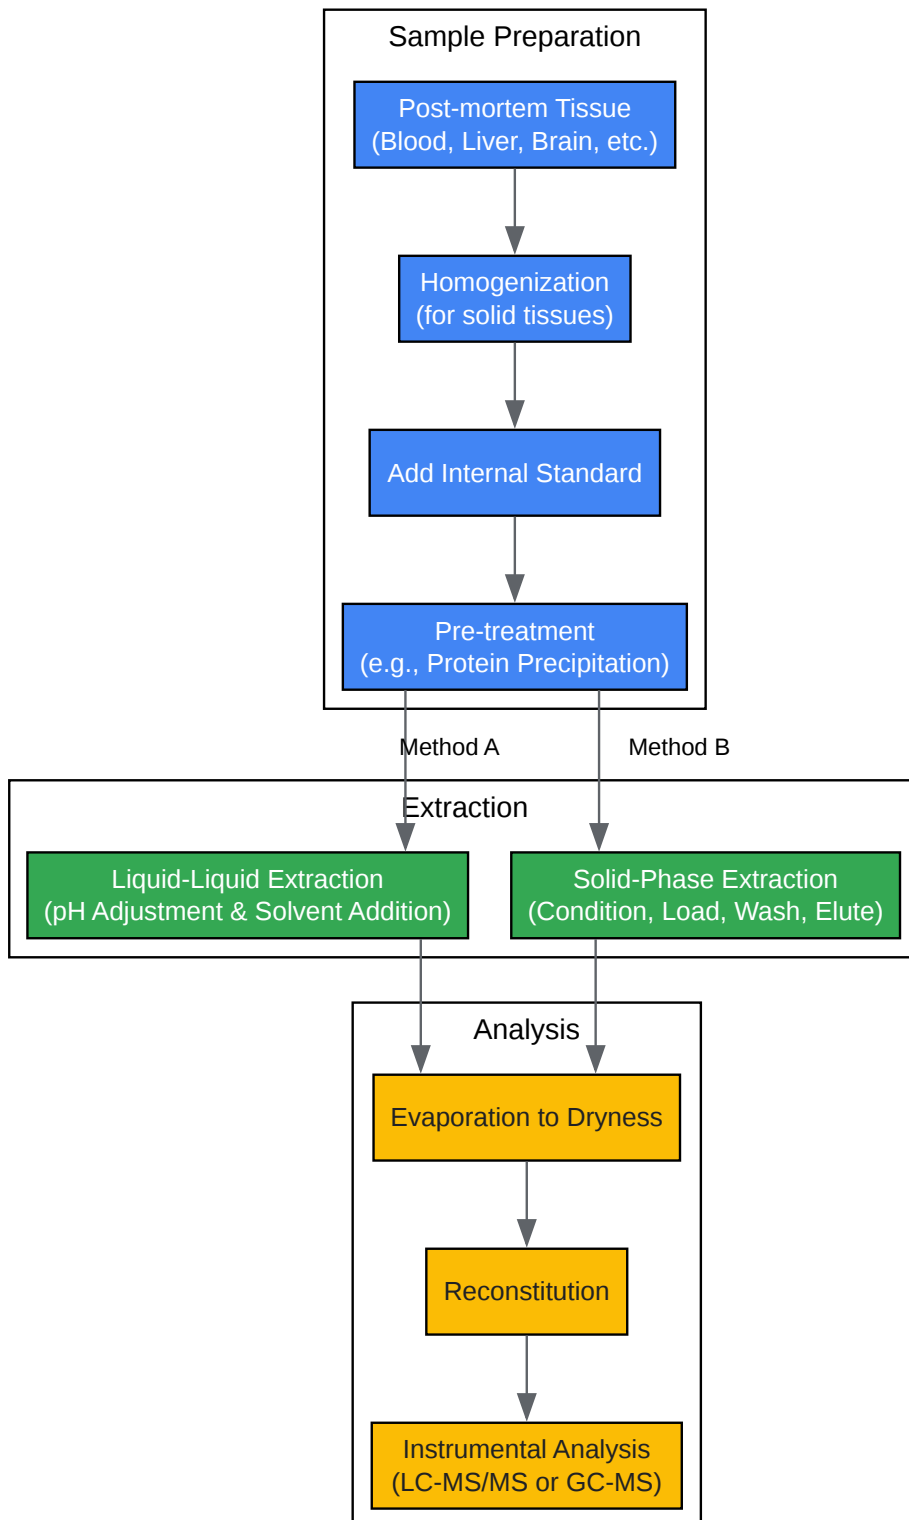 Sample Preparation
Post-mortem Tissue
(Blood, Liver, Brain, etc.)
Homogenization
(for solid tissues)
Add Internal Standard
Pre-treatment
(e.g., Protein Precipitation)
Method A
Method B
Extraction
Liquid-Liquid Extraction
(pH Adjustment & Solvent Addition)
Solid-Phase Extraction
(Condition, Load, Wash, Elute)
Analysis
Evaporation to Dryness
Reconstitution
Instrumental Analysis
(LC-MS/MS or GC-MS)